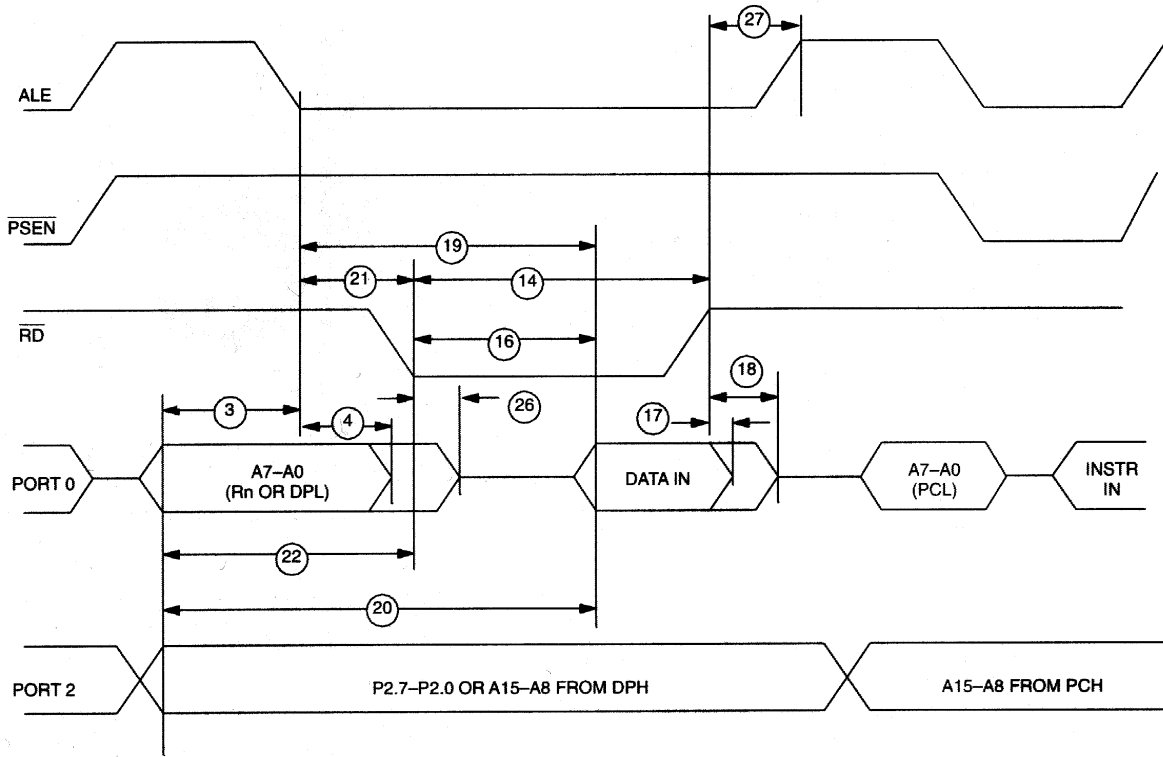 27
ALE
PSEN
19
21
14
RD
16
18
3
4
26
17
PORT 0
A7–A0
(Rn OR DPL)
DATA IN
A7–A0
(PCL)
INSTR
IN
22
20
PORT 2
P2.7–P2.0 OR A15–A8 FROM DPH
A15–A8 FROM PCH